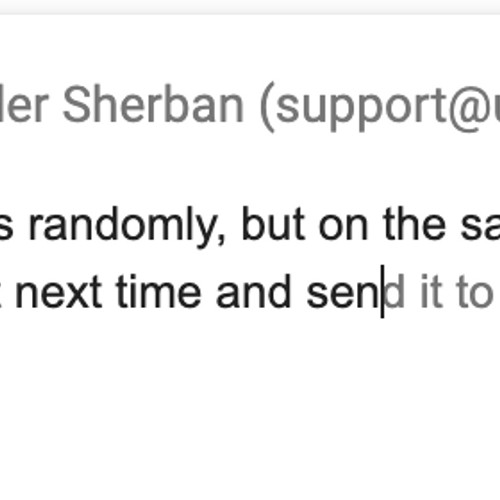 ler Sherban (support@u
s randomly, but on the sa
t next time and send it to